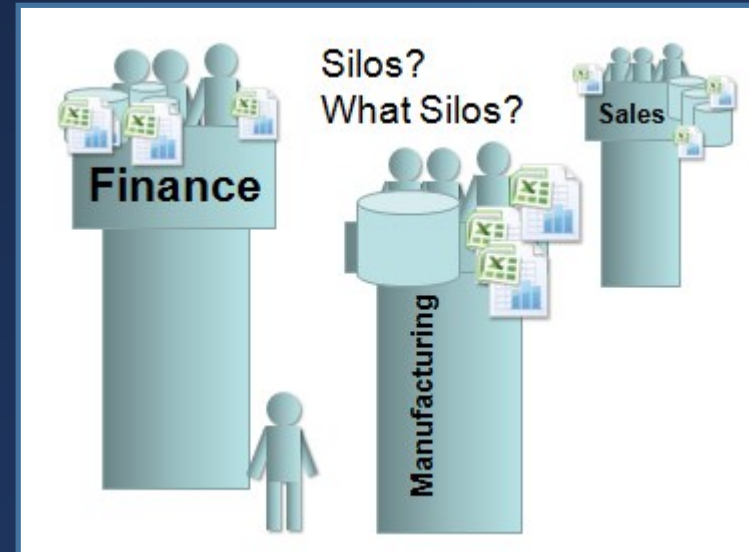 Silos?
What Silos?
Sales
Finance
Manufacturing